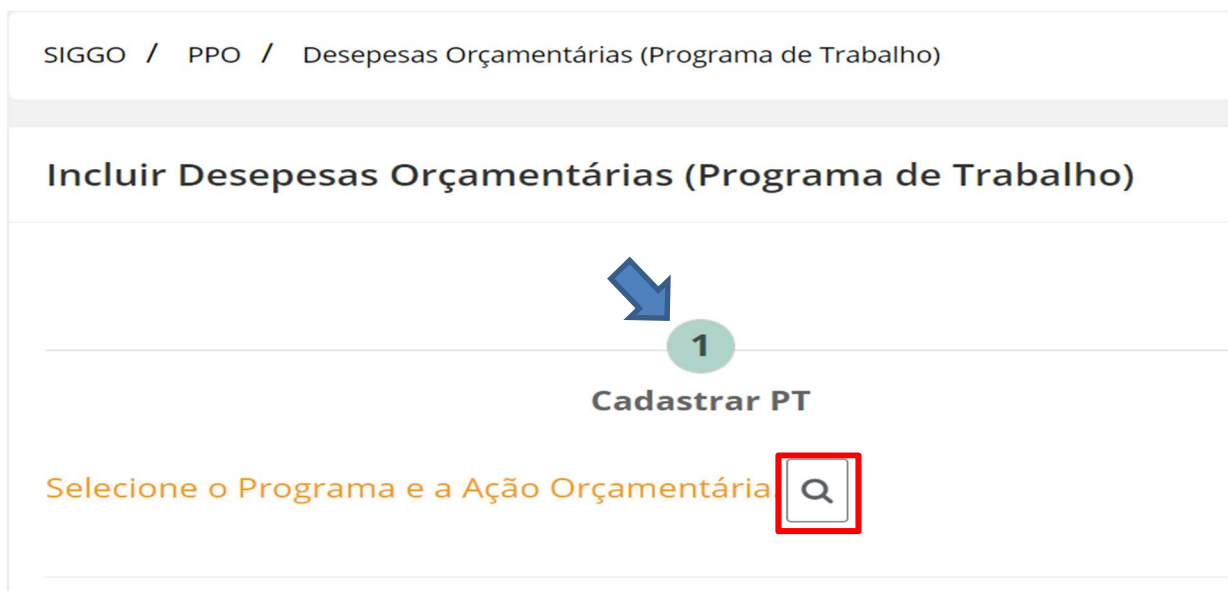 SIGGO / PPO / Desepesas Orçamentárias (Programa de Trabalho)
Incluir Desepesas Orçamentárias (Programa de Trabalho)
1
Cadastrar PT
Selecione o Programa e a Ação Orçamentária.